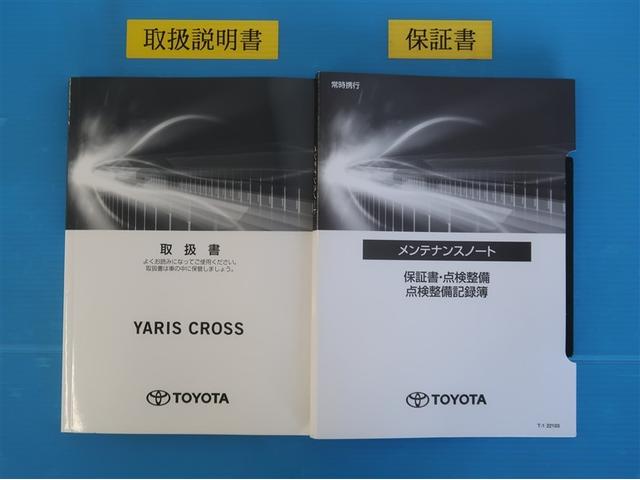 取扱説明書
保証書
取扱書
よくお読みになってご使用ください。
取扱書は車の中に保管しましょう。
YARIS CROSS
TOYOTA
常時携行
メンテナンスノート
保証書・点検整備
点検整備記録簿
TOYOTA
T-1 22103